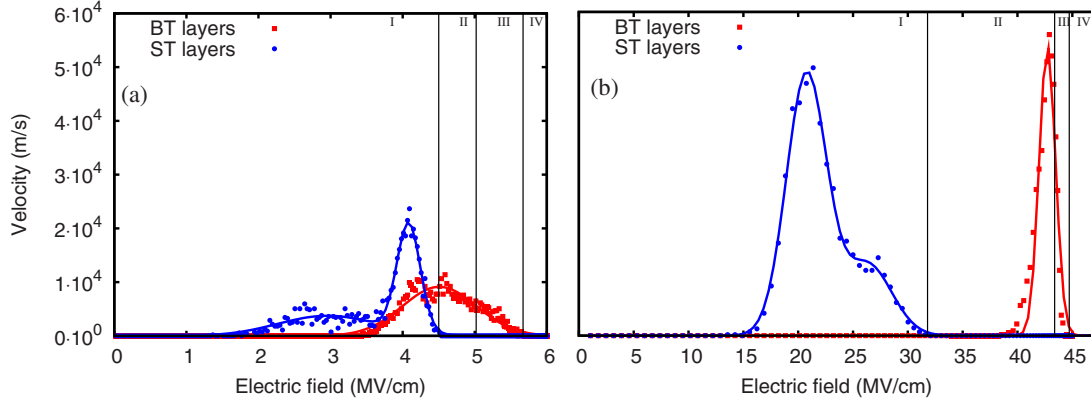 I II III IV
BT layers
ST layers
(a)
6·10⁴
5·10⁴
4·10⁴
3·10⁴
2·10⁴
1·10⁴
0·10⁰
Velocity (m/s)
0 1 2 3 4 5 6
Electric field (MV/cm)
I II III IV
BT layers
ST layers
(b)
0 5 10 15 20 25 30 35 40 45
Electric field (MV/cm)